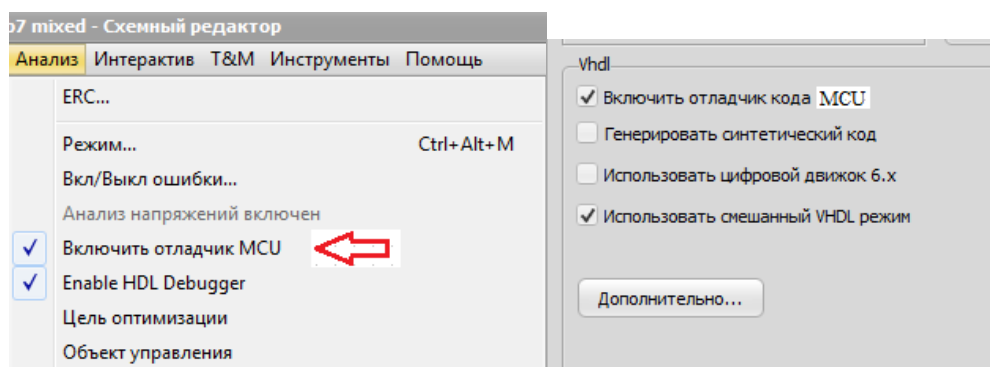 p7 mixed - Схемный редактор
Анализ Интерактив T&M Инструменты Помощь
ERC...
Режим... Ctrl+Alt+M
Вкл/Выкл ошибки...
Анализ напряжений включен
Включить отладчик MCU
Enable HDL Debugger
Цель оптимизации
Объект управления
Vhdl
Включить отладчик кода MCU
Генерировать синтетический код
Использовать цифровой движок 6.x
Использовать смешанный VHDL режим
Дополнительно...